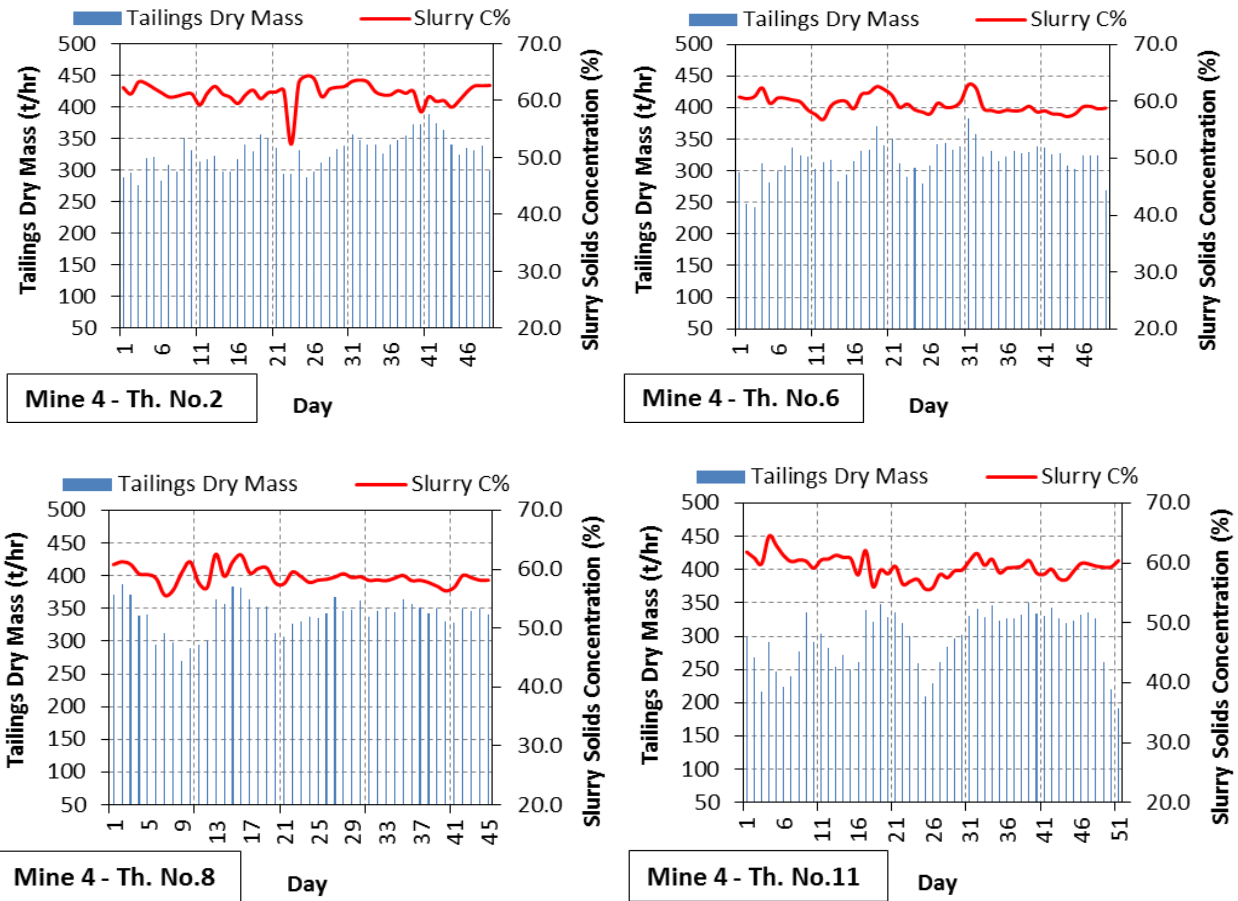 Tailings Dry Mass Slurry C%
500 70.0
450
400 60.0
350
300 50.0
250
200 40.0
150
100 30.0
50 20.0
Tailings Dry Mass (t/hr)
Slurry Solids Concentration (%)
1 6 11 16 21 26 31 36 41 46
Mine 4 - Th. No.2
Day
Tailings Dry Mass Slurry C%
500 70.0
450
400 60.0
350
300 50.0
250
200 40.0
150
100 30.0
50 20.0
Tailings Dry Mass (t/hr)
Slurry Solids Concentration (%)
1 6 11 16 21 26 31 36 41 46
Mine 4 - Th. No.6
Day
Tailings Dry Mass Slurry C%
500 70.0
450
400 60.0
350
300 50.0
250
200 40.0
150
100 30.0
50 20.0
Tailings Dry Mass (t/hr)
Slurry Solids Concentration (%)
1 5 9 13 17 21 25 29 33 37 41 45
Mine 4 - Th. No.8
Day
Tailings Dry Mass Slurry C%
500 70.0
450
400 60.0
350
300 50.0
250
200 40.0
150
100 30.0
50 20.0
Tailings Dry Mass (t/hr)
Slurry Solids Concentration (%)
1 6 11 16 21 26 31 36 41 46 51
Mine 4 - Th. No.11
Day